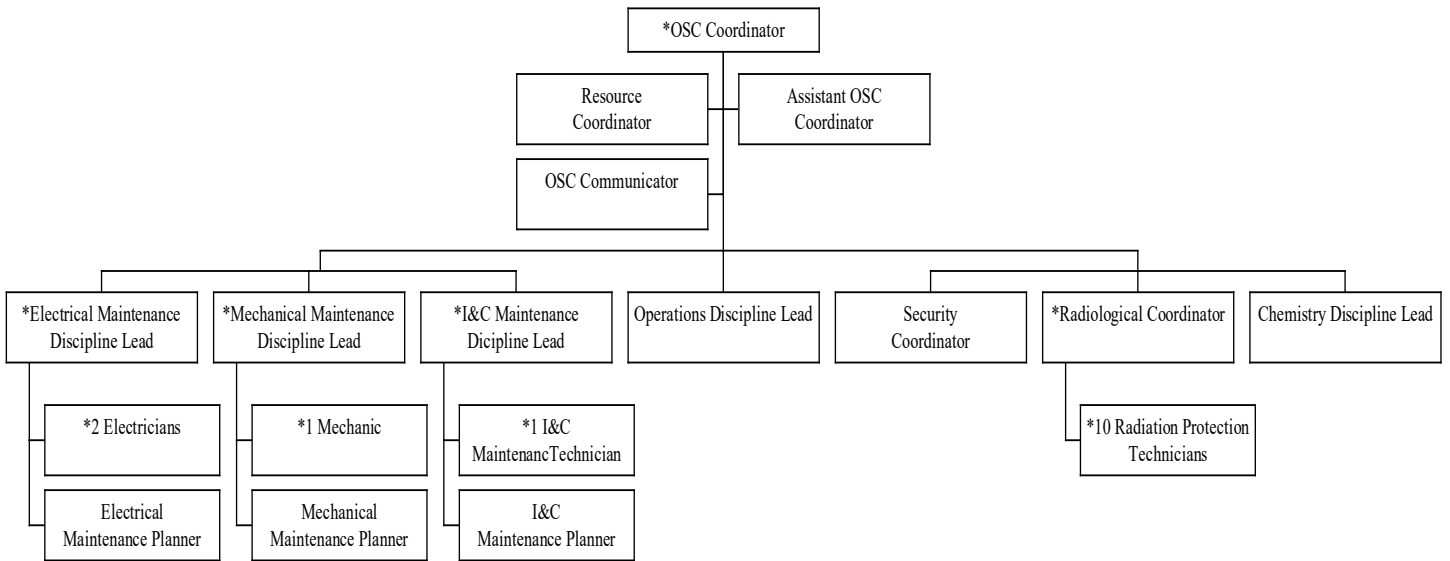 *OSC Coordinator
Resource
Coordinator
Assistant OSC
Coordinator
OSC Communicator
*Electrical Maintenance
Discipline Lead
*Mechanical Maintenance
Discipline Lead
*I&C Maintenance
Dicipline Lead
Operations Discipline Lead
Security
Coordinator
*Radiological Coordinator
Chemistry Discipline Lead
*2 Electricians
*1 Mechanic
*1 I&C
MaintenancTechnician
*10 Radiation Protection
Technicians
Electrical
Maintenance Planner
Mechanical
Maintenance Planner
I&C
Maintenance Planner